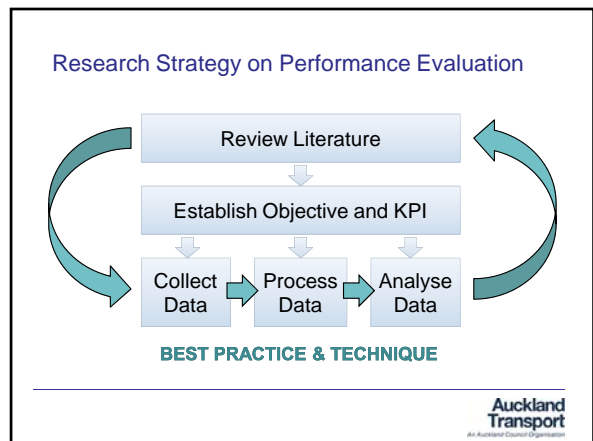 Research Strategy on Performance Evaluation
Review Literature
Establish Objective and KPI
Collect
Data
Process
Data
Analyse
Data
BEST PRACTICE & TECHNIQUE
Auckland
Transport
An Auckland Council Organisation